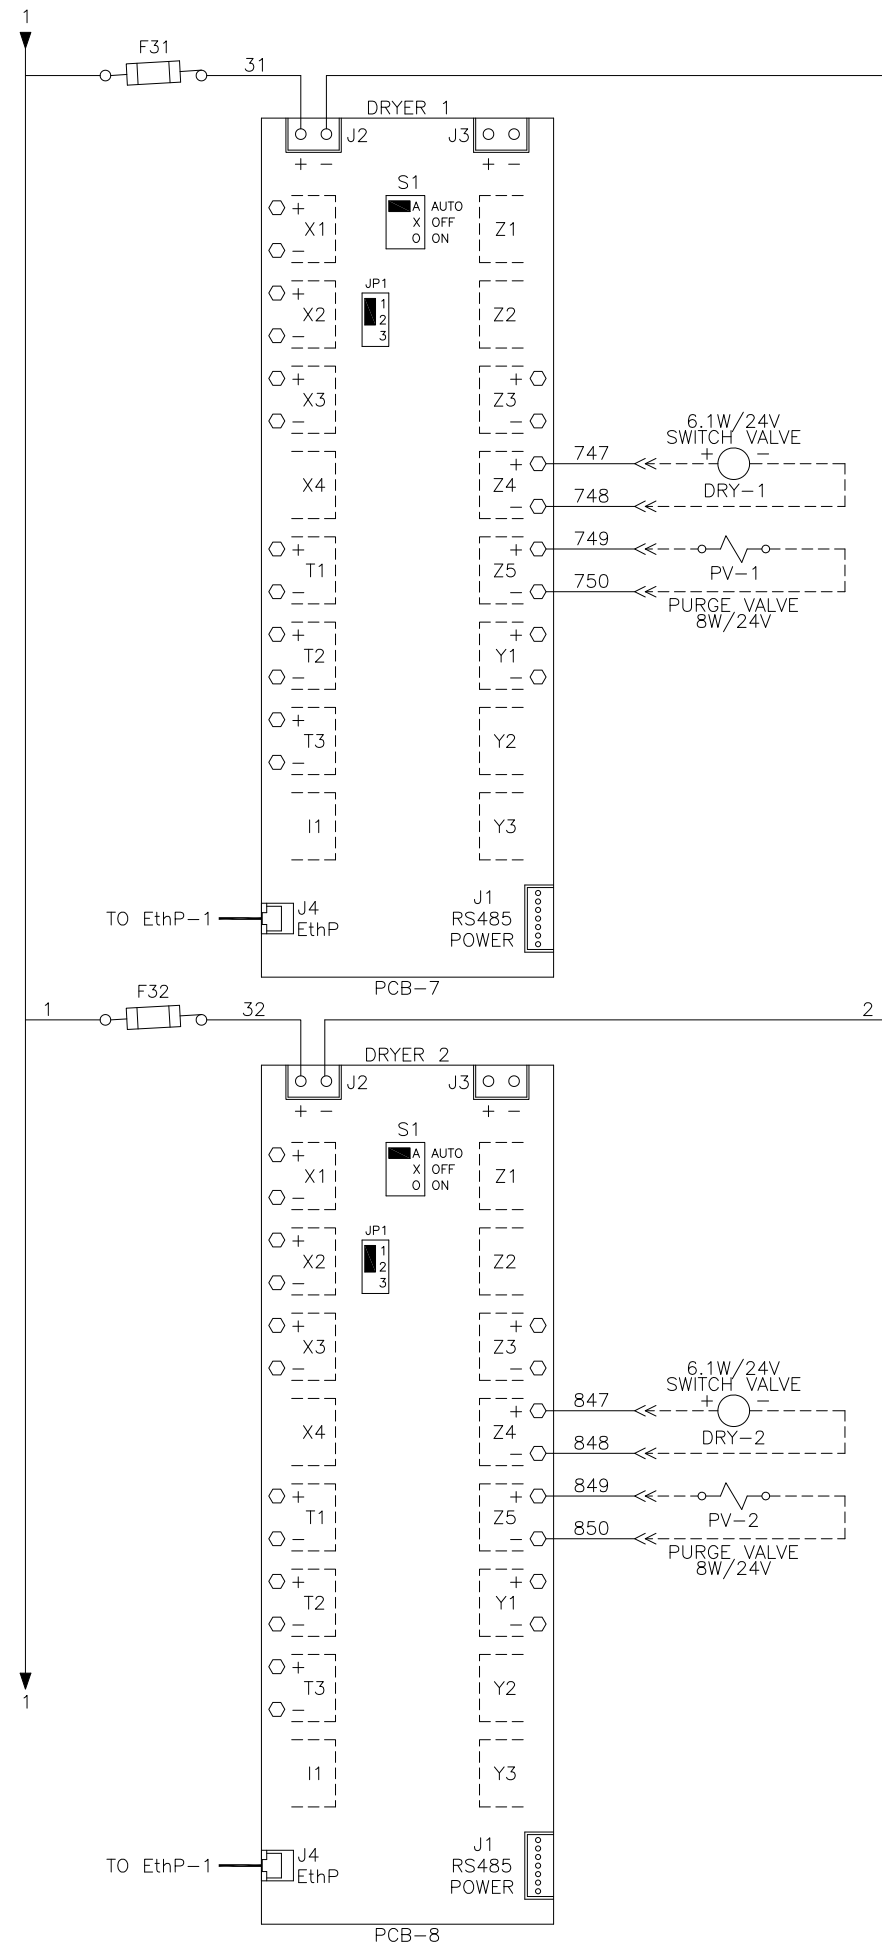 1
F31
31
DRYER 1
J2 J3
+ − + −
S1
+ X1 − A AUTO Z1
X OFF
O ON
JP1
+ X2 − 1 Z2
2
3
+ X3 − + Z3 −
6.1W/24V
SWITCH VALVE
+ −
747
X4 + Z4 −
DRY−1
748
749
+ T1 − + Z5 −
PV−1
750
PURGE VALVE
8W/24V
+ T2 − + Y1 −
+ T3 − Y2
I1 Y3
J4 J1
TO EthP−1 EthP RS485
POWER
PCB−7
F32
1 32 2
DRYER 2
J2 J3
+ − + −
S1
+ X1 − A AUTO Z1
X OFF
O ON
JP1
+ X2 − 1 Z2
2
3
+ X3 − + Z3 −
6.1W/24V
SWITCH VALVE
+ −
847
X4 + Z4 −
DRY−2
848
849
+ T1 − + Z5 −
PV−2
850
PURGE VALVE
8W/24V
+ T2 − + Y1 −
+ T3 − Y2
1
I1 Y3
J4 J1
TO EthP−1 EthP RS485
POWER
PCB−8